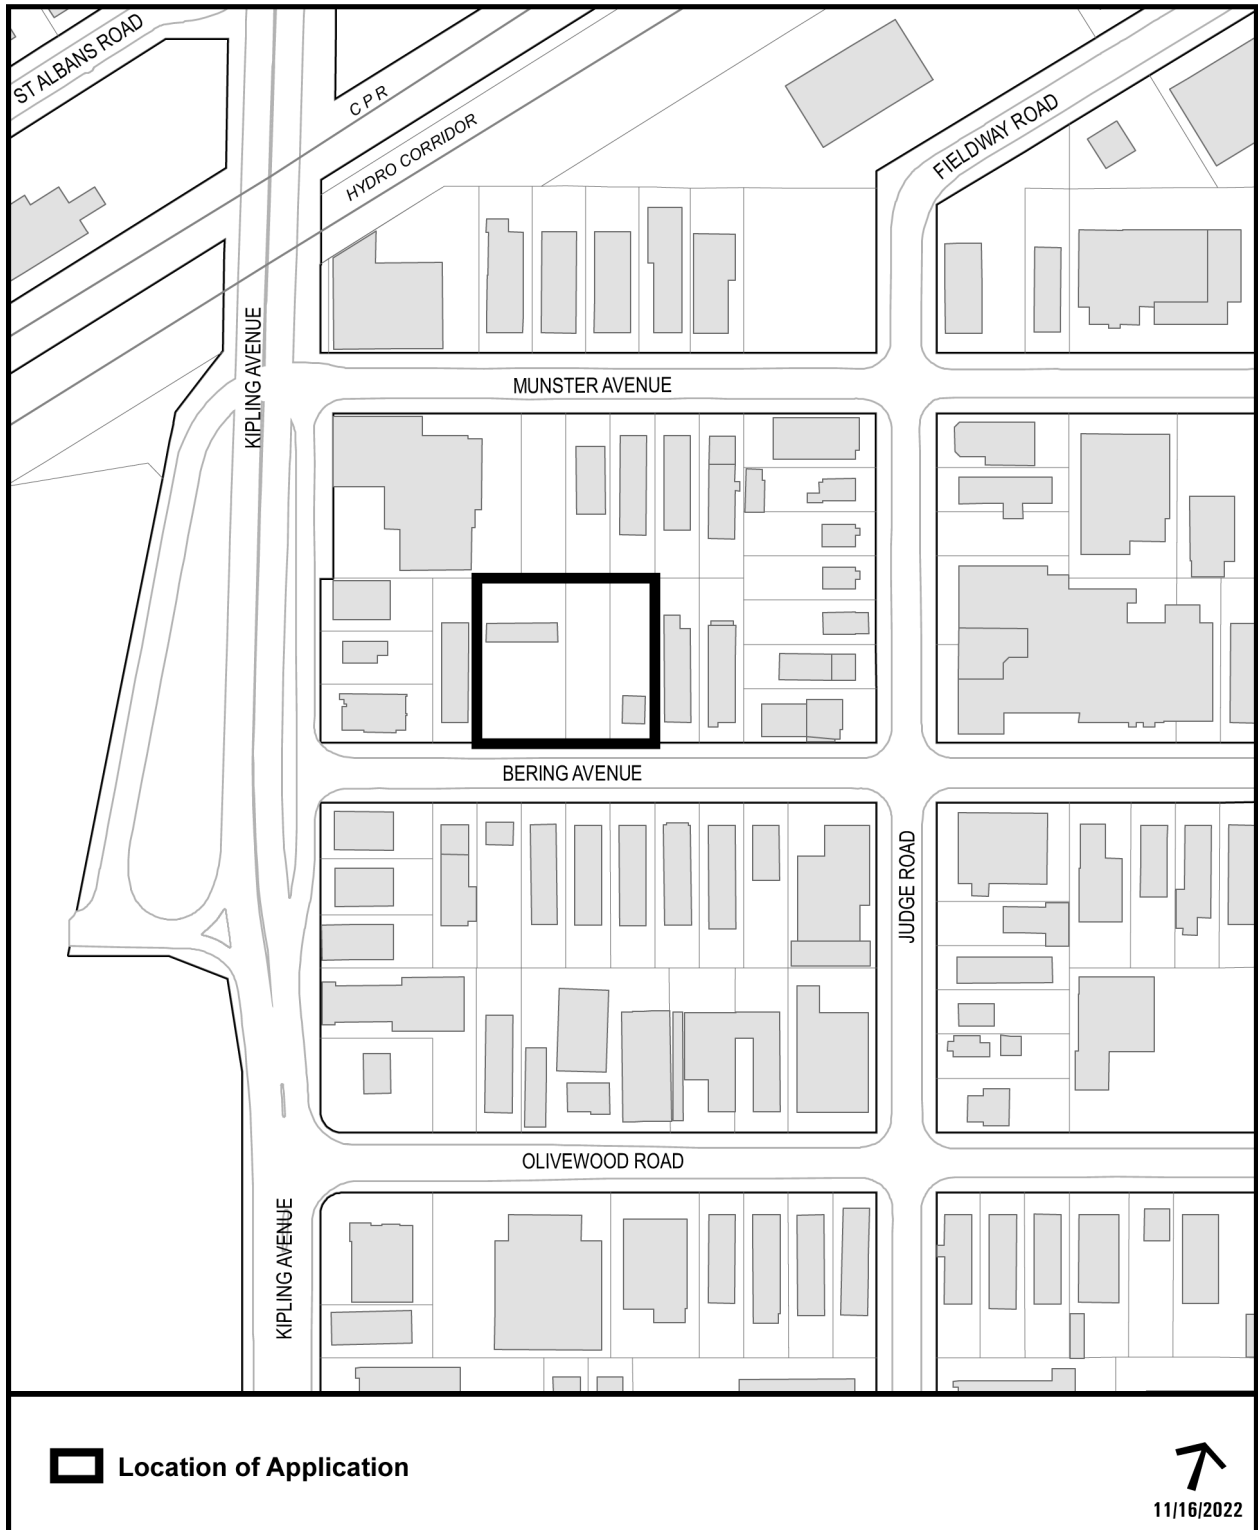 ST ALBANS ROAD
C P R
HYDRO CORRIDOR
FIELDWAY ROAD
KIPLING AVENUE
MUNSTER AVENUE
BERING AVENUE
JUDGE ROAD
OLIVEWOOD ROAD
KIPLING AVENUE
Location of Application
11/16/2022